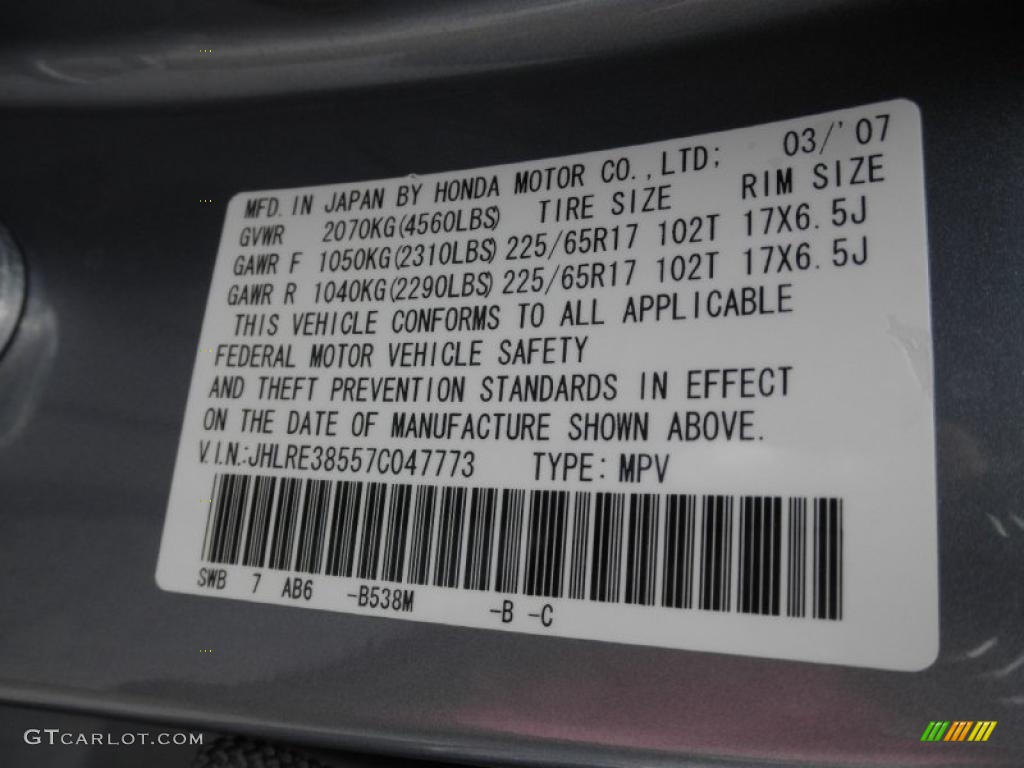 MFD. IN JAPAN BY HONDA MOTOR CO.,LTD; 03/'07
GVWR 2070KG(4560LBS) TIRE SIZE RIM SIZE
GAWR F 1050KG(2310LBS) 225/65R17 102T 17X6.5J
GAWR R 1040KG(2290LBS) 225/65R17 102T 17X6.5J
THIS VEHICLE CONFORMS TO ALL APPLICABLE
FEDERAL MOTOR VEHICLE SAFETY
AND THEFT PREVENTION STANDARDS IN EFFECT
ON THE DATE OF MANUFACTURE SHOWN ABOVE.
V.I.N.:JHLRE38557C047773 TYPE: MPV
SWB 7 AB6 -B538M -B -C
GTCARLOT.COM